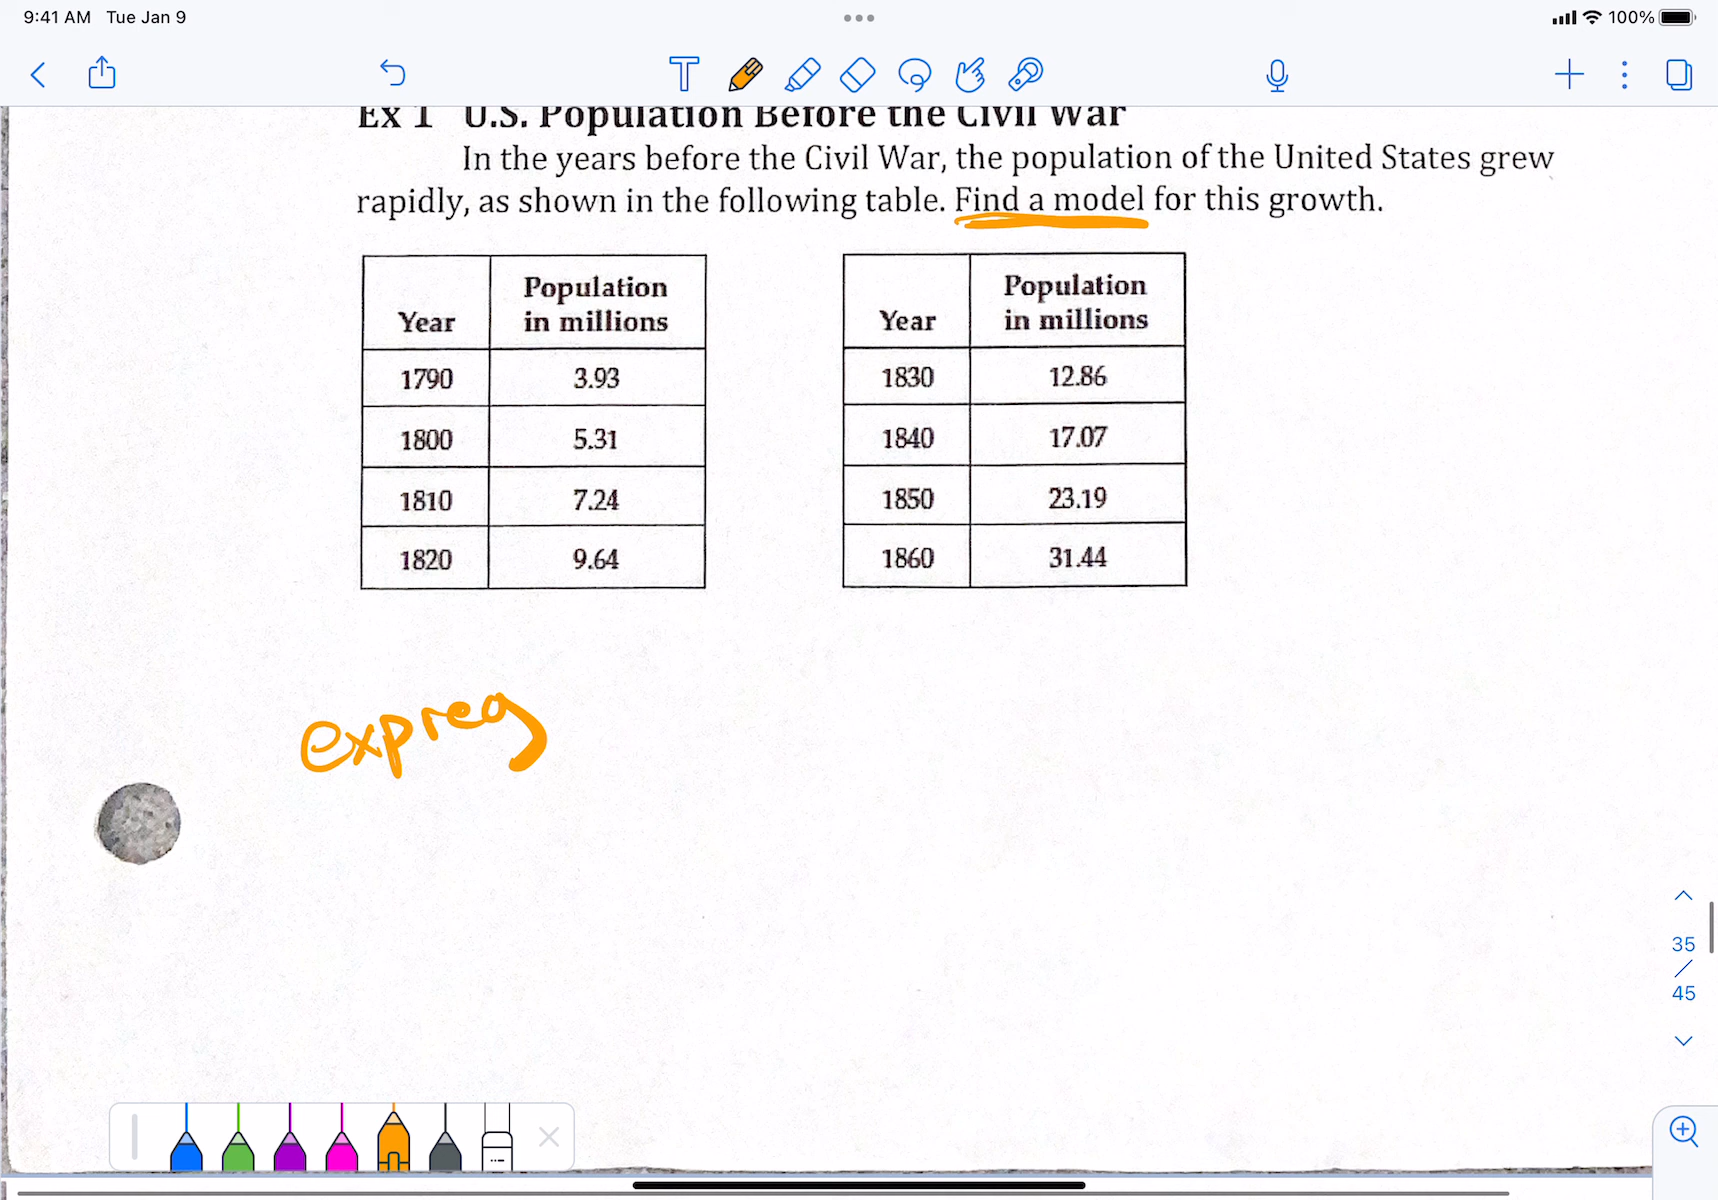 9:41 AM Tue Jan 9
100%
Ex 1 U.S. Population Before the Civil War
In the years before the Civil War, the population of the United States grew
rapidly, as shown in the following table. Find a model for this growth.
Year Population in millions
1790 3.93
1800 5.31
1810 7.24
1820 9.64
Year Population in millions
1830 12.86
1840 17.07
1850 23.19
1860 31.44
expreg
35
/
45